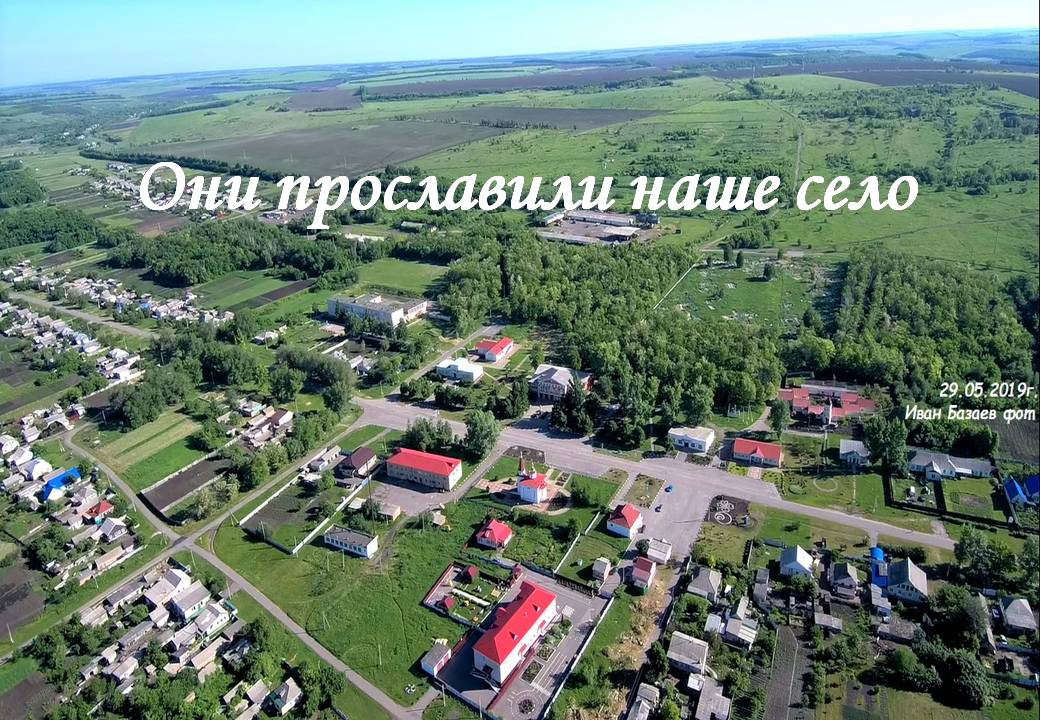 Они прославили наше село
29.05.2019г.
Иван Базаев фот